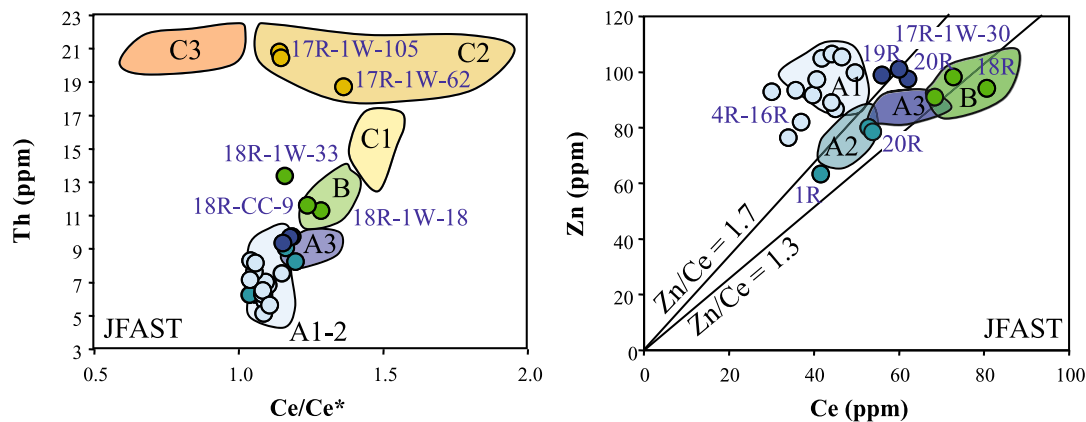 23
21
19
17
15
13
11
9
7
5
3
Th (ppm)
C3
C2
17R-1W-105
17R-1W-62
C1
18R-1W-33
B
18R-CC-9
18R-1W-18
A3
A1-2
JFAST
0.5
1.0
1.5
2.0
Ce/Ce*
120
100
80
60
40
20
0
Zn (ppm)
17R-1W-30
19R
20R
18R
A1
A3
B
4R-16R
A2
20R
1R
Zn/Ce = 1.7
Zn/Ce = 1.3
JFAST
0
20
40
60
80
100
Ce (ppm)